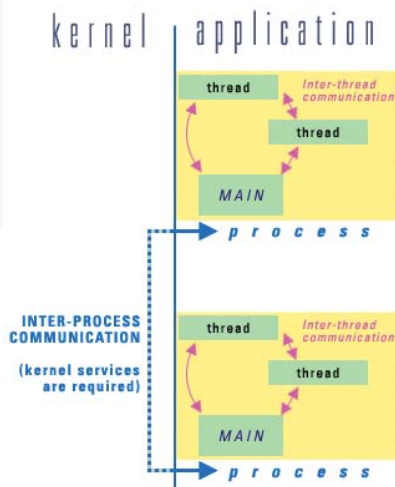 kernel application
thread
Inter-thread
communication
thread
MAIN
process
INTER-PROCESS
COMMUNICATION
(kernel services
are required)
thread
Inter-thread
communication
thread
MAIN
process